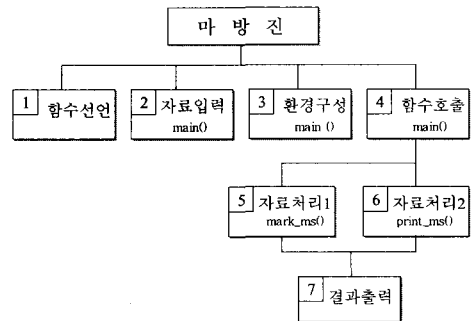 마 방 진
1 함수선언
2 자료입력
main()
3 환경구성
main ()
4 함수호출
main()
5 자료처리1
mark_ms()
6 자료처리2
print_ms()
7 결과출력